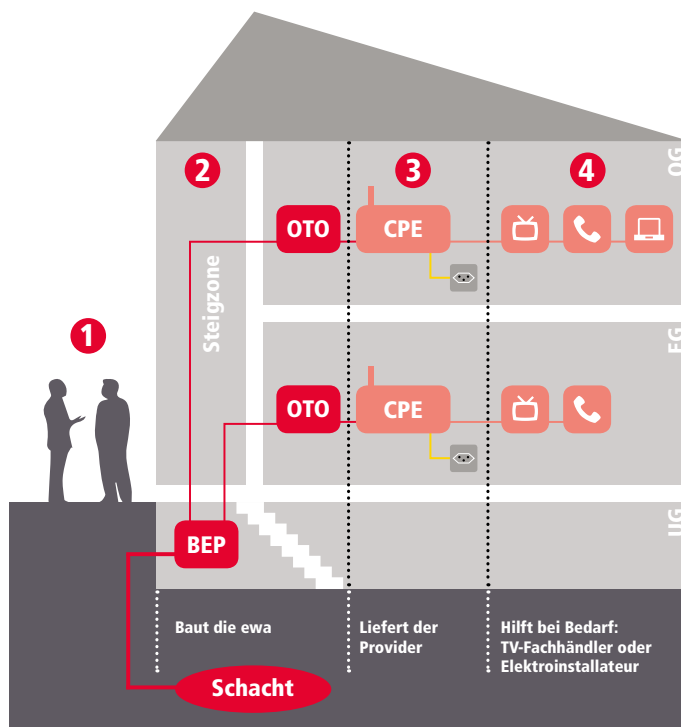 2
3
4
OG
OTO
CPE
Steigzone
1
EG
OTO
CPE
UG
BEP
Baut die ewa
Liefert der
Provider
Hilft bei Bedarf:
TV-Fachhändler oder
Elektroinstallateur
Schacht